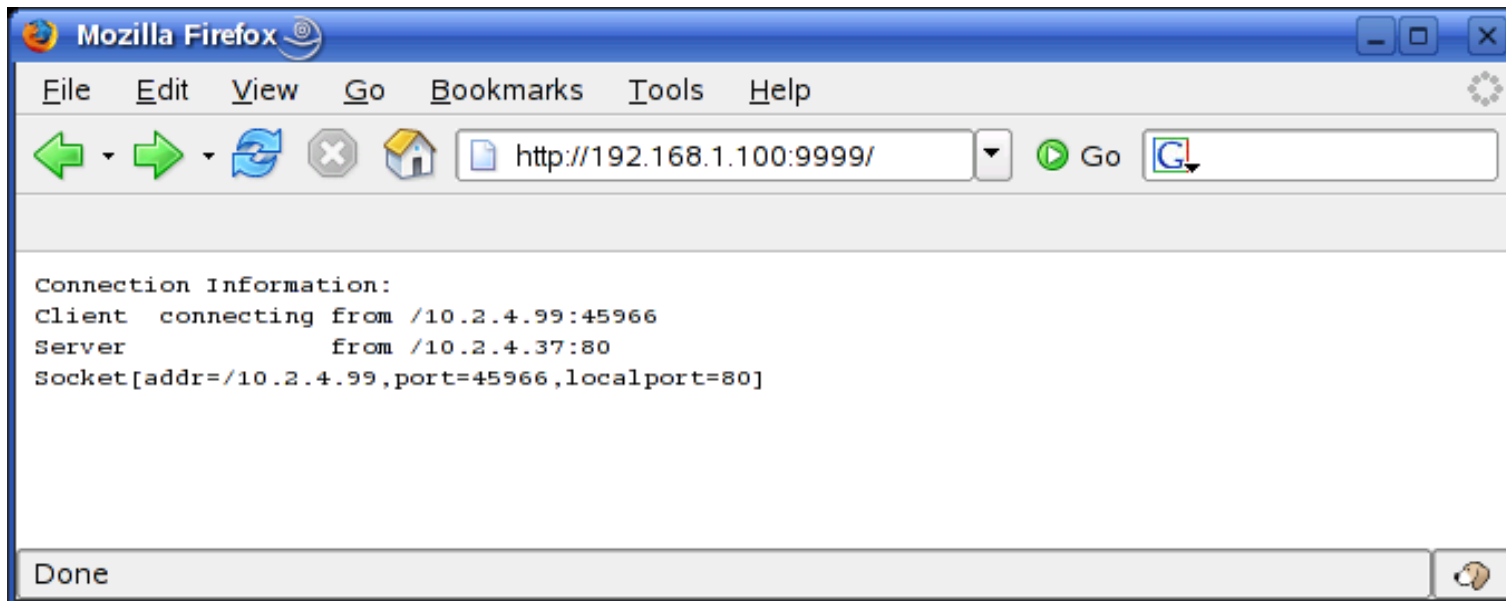 Mozilla Firefox
File Edit View Go Bookmarks Tools Help
http://192.168.1.100:9999/ Go G
Connection Information:
Client  connecting from /10.2.4.99:45966
Server             from /10.2.4.37:80
Socket[addr=/10.2.4.99,port=45966,localport=80]
Done